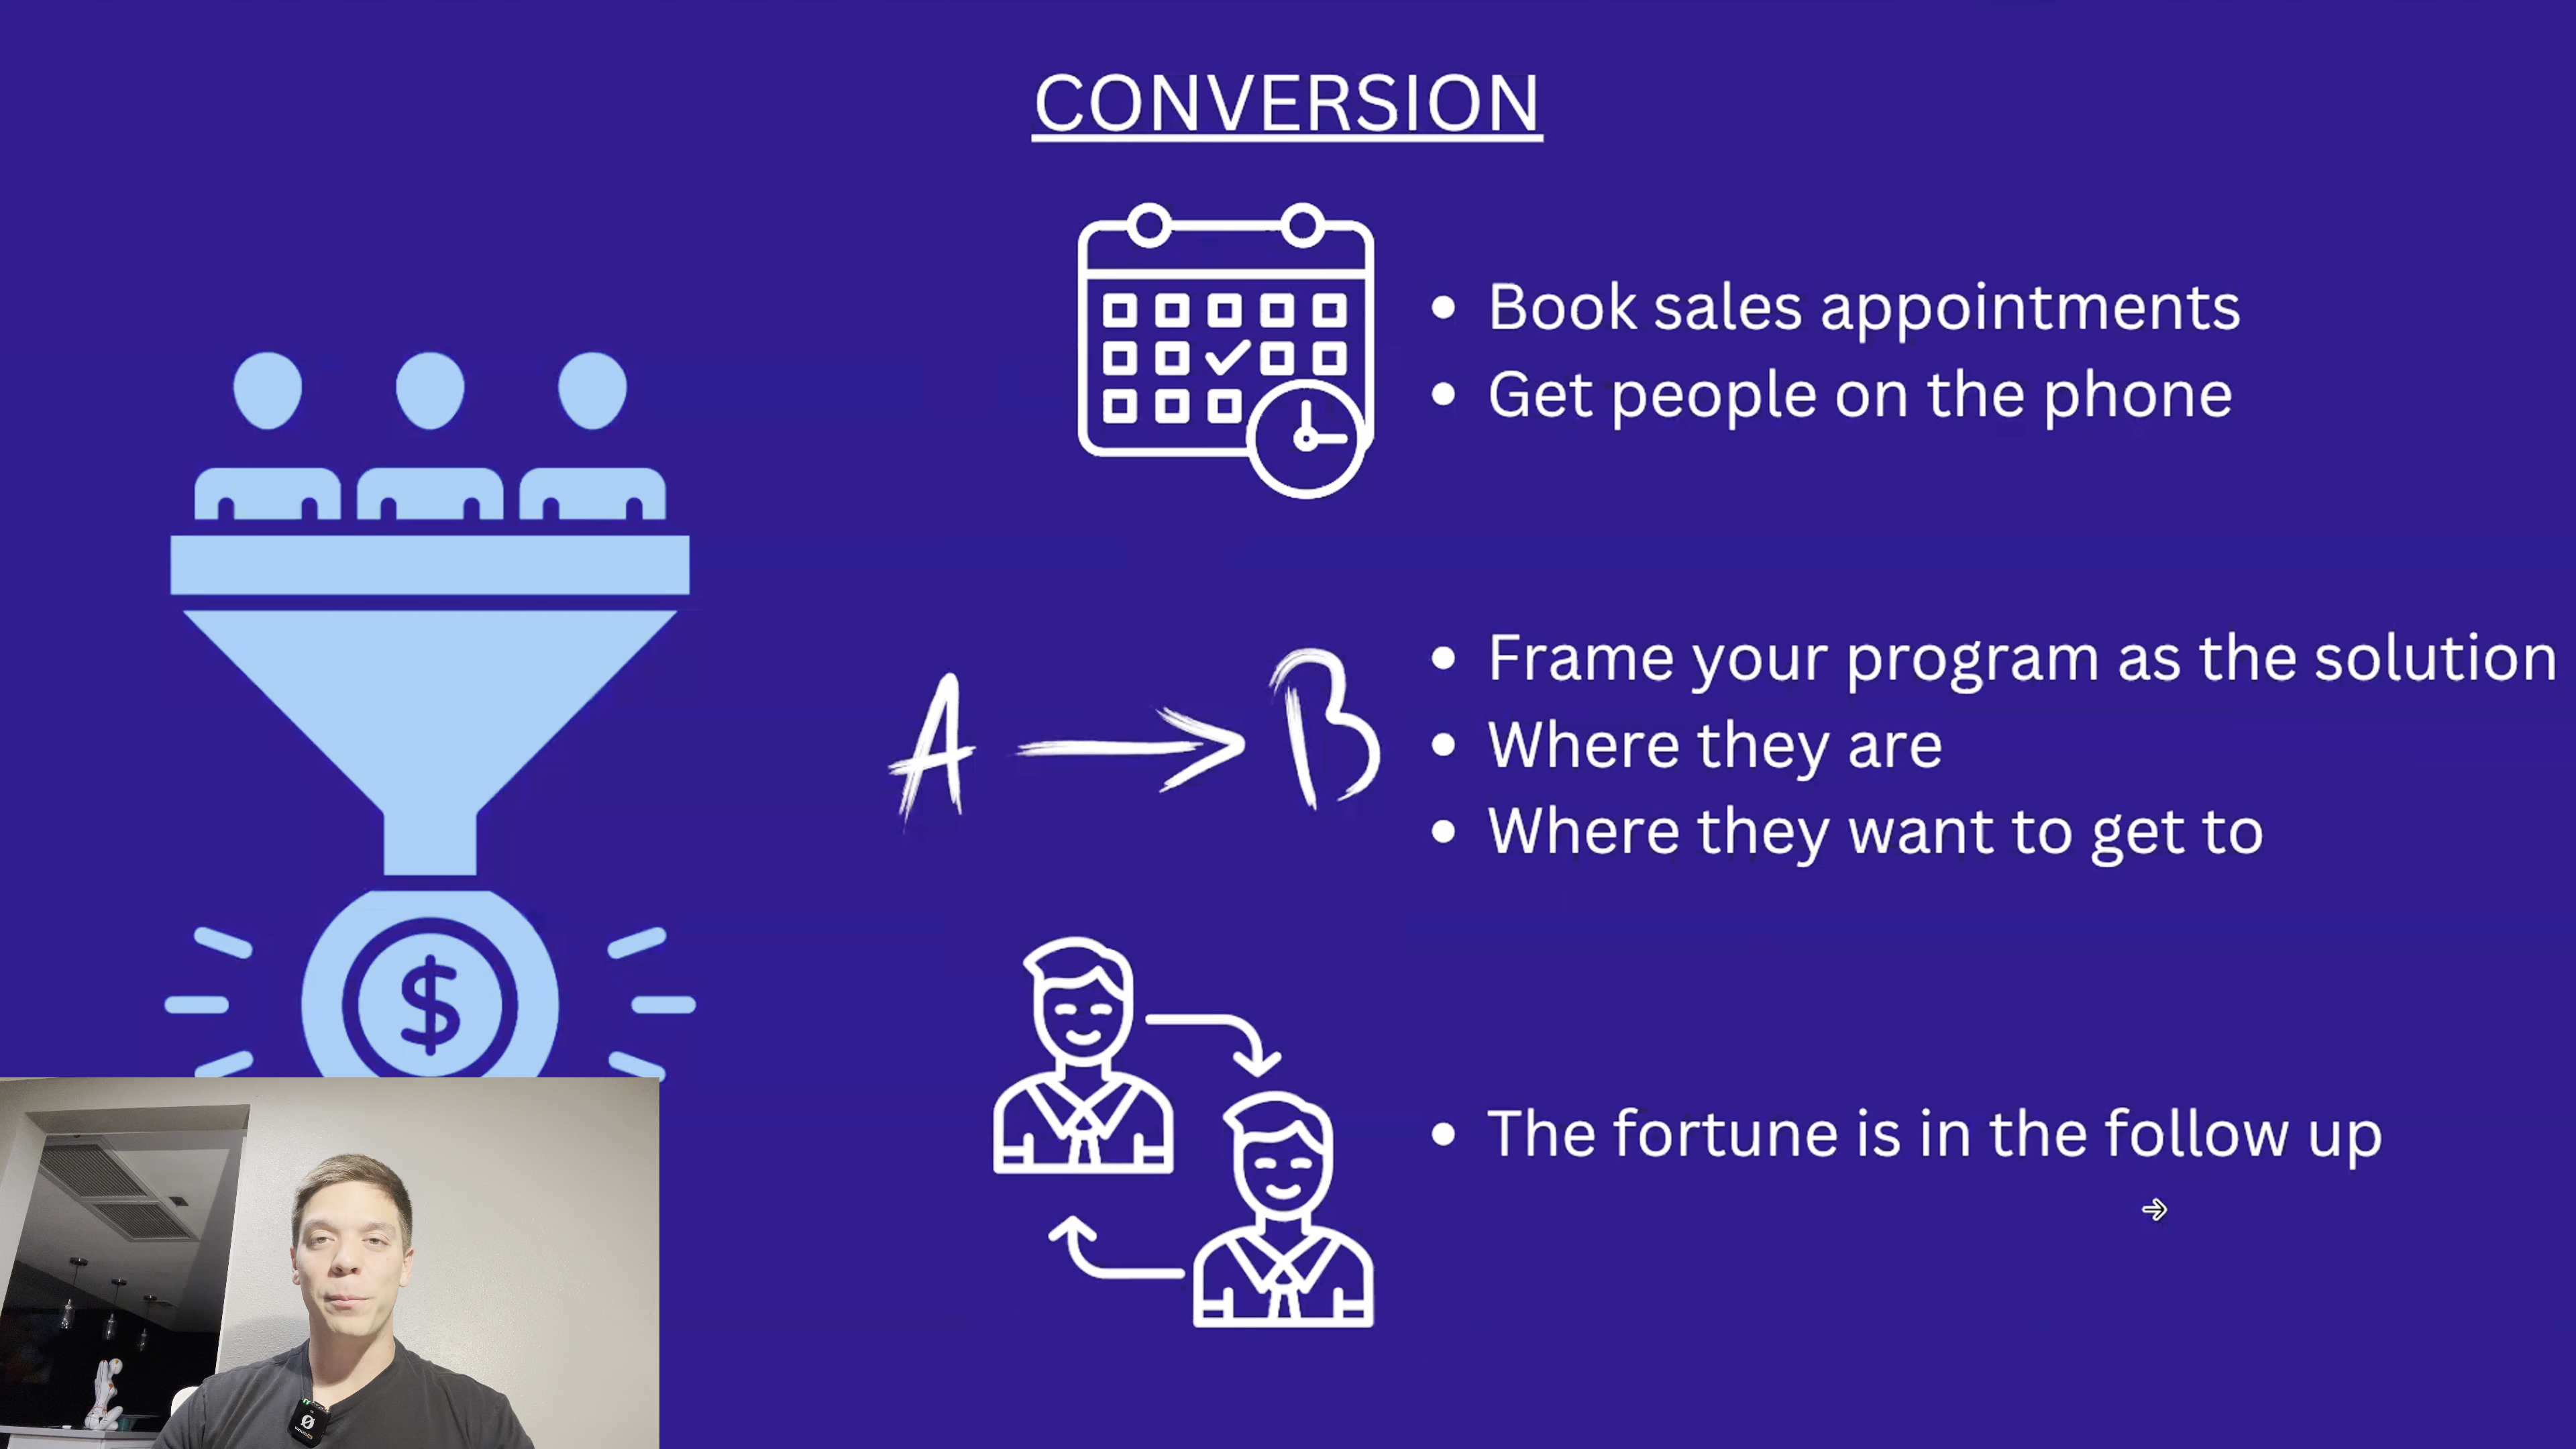 CONVERSION
Book sales appointments
Get people on the phone
A → B
Frame your program as the solution
Where they are
Where they want to get to
$
The fortune is in the follow up